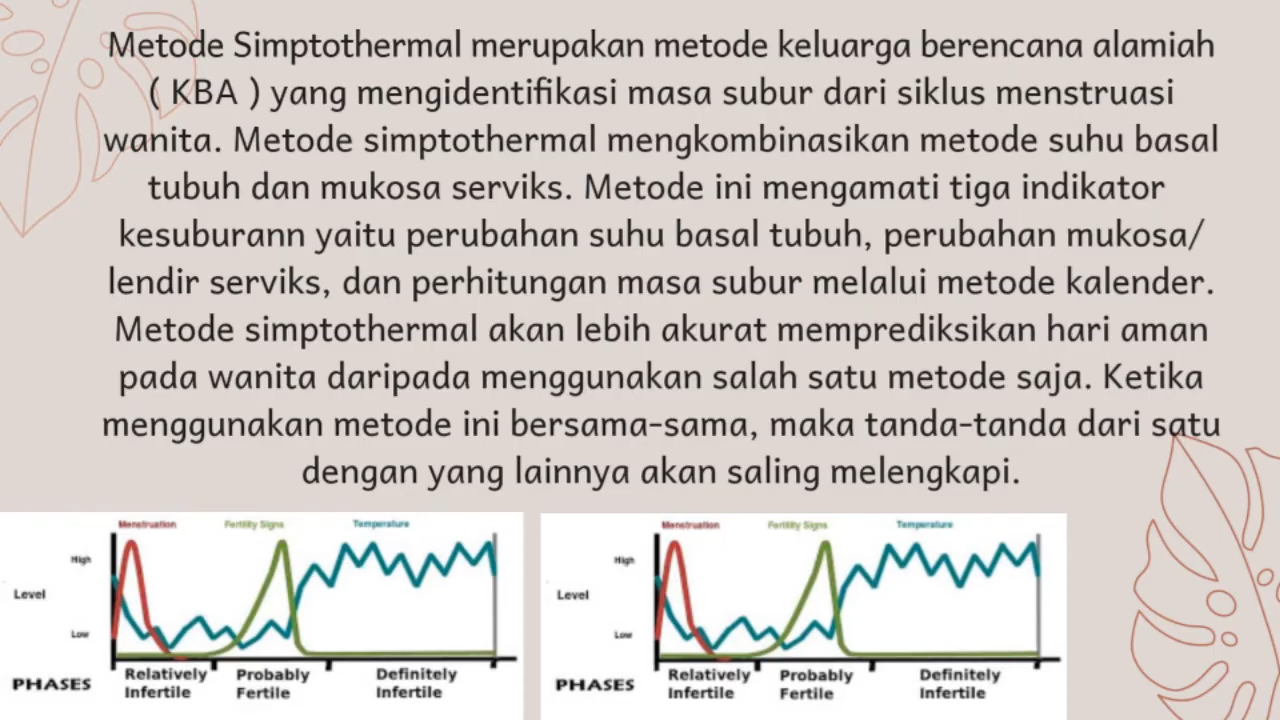 Metode Simptothermal merupakan metode keluarga berencana alamiah
( KBA ) yang mengidentifikasi masa subur dari siklus menstruasi
wanita. Metode simptothermal mengkombinasikan metode suhu basal
tubuh dan mukosa serviks. Metode ini mengamati tiga indikator
kesuburann yaitu perubahan suhu basal tubuh, perubahan mukosa/
lendir serviks, dan perhitungan masa subur melalui metode kalender.
Metode simptothermal akan lebih akurat memprediksikan hari aman
pada wanita daripada menggunakan salah satu metode saja. Ketika
menggunakan metode ini bersama-sama, maka tanda-tanda dari satu
dengan yang lainnya akan saling melengkapi.
Menstruation Fertility Signs Temperature
High
Level
Low
Relatively Probably Definitely
Infertile Fertile Infertile
PHASES
Menstruation Fertility Signs Temperature
High
Level
Low
Relatively Probably Definitely
Infertile Fertile Infertile
PHASES